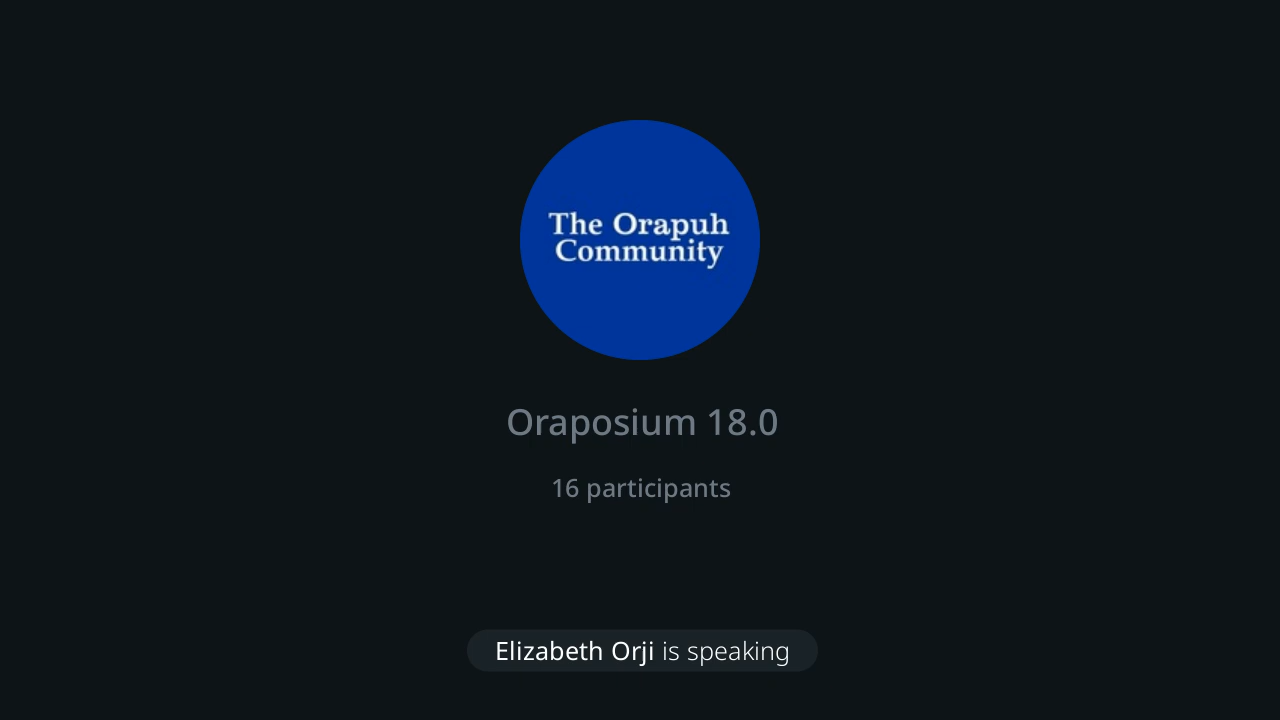 The Orapuh
Community
Oraposium 18.0
16 participants
Elizabeth Orji is speaking